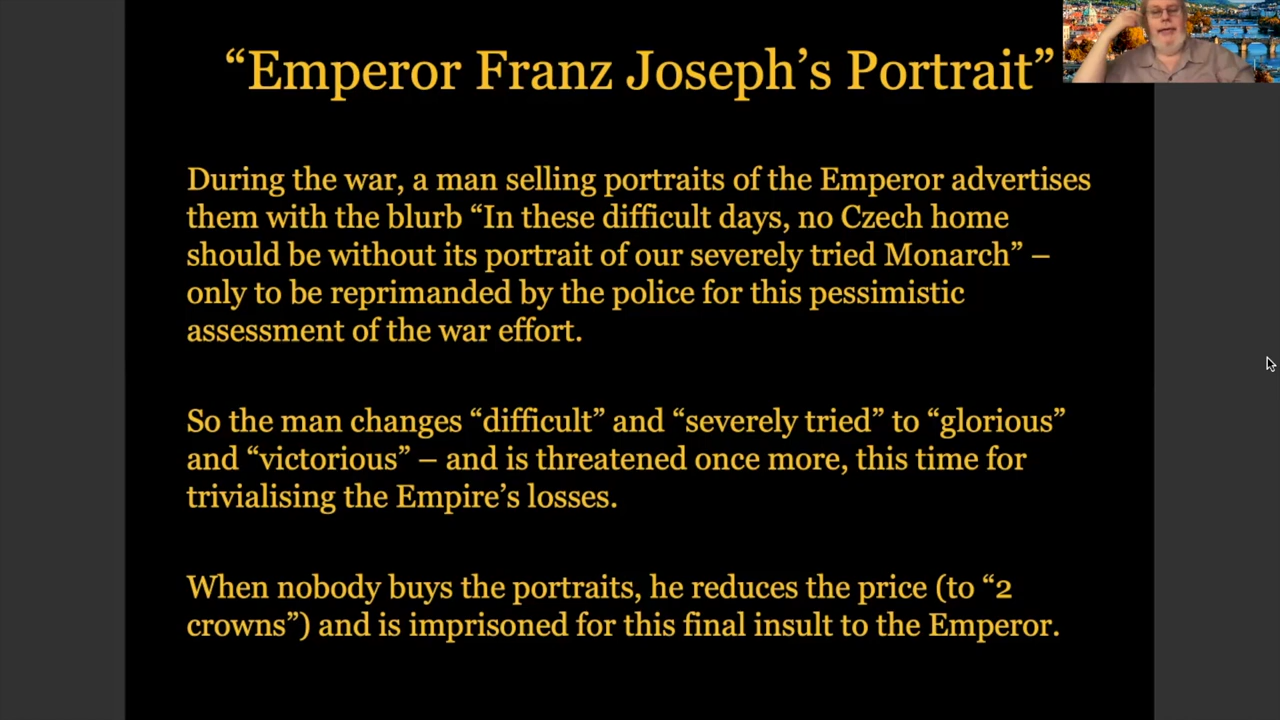 “Emperor Franz Joseph’s Portrait”
During the war, a man selling portraits of the Emperor advertises
them with the blurb “In these difficult days, no Czech home
should be without its portrait of our severely tried Monarch” –
only to be reprimanded by the police for this pessimistic
assessment of the war effort.
So the man changes “difficult” and “severely tried” to “glorious”
and “victorious” – and is threatened once more, this time for
trivialising the Empire’s losses.
When nobody buys the portraits, he reduces the price (to “2
crowns”) and is imprisoned for this final insult to the Emperor.